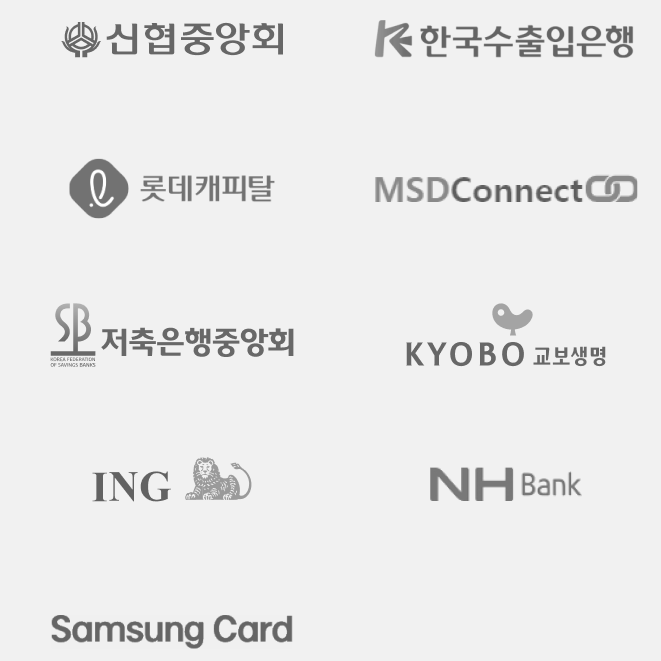 신협중앙회
한국수출입은행
롯데캐피탈
MSDConnect
SB
KOREA FEDERATION
OF SAVINGS BANKS
저축은행중앙회
KYOBO 교보생명
ING
NH Bank
Samsung Card